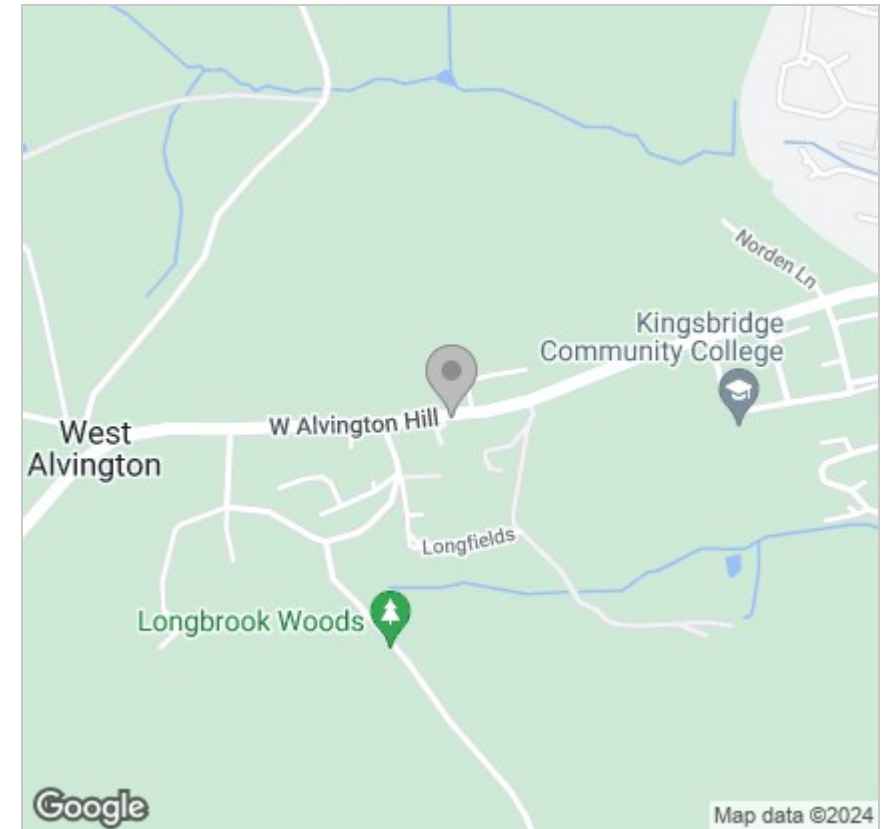 Norden Ln
Kingsbridge
Community College
W Alvington Hill
West
Alvington
Longfields
Longbrook Woods
Google
Map data ©2024